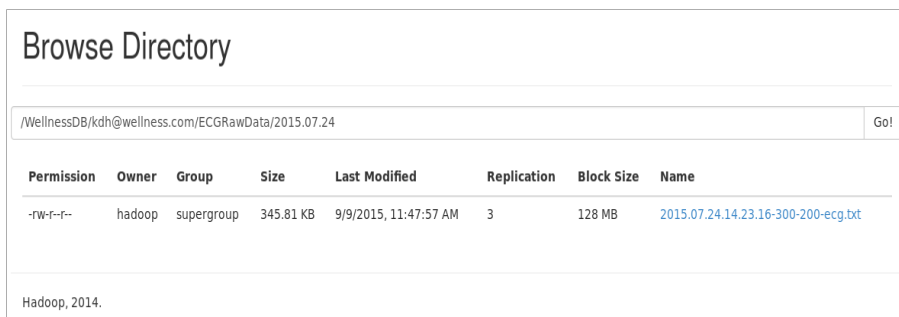 Browse Directory
/WellnessDB/kdh@wellness.com/ECGRawData/2015.07.24 Go!
Permission Owner Group Size Last Modified Replication Block Size Name
-rw-r--r-- hadoop supergroup 345.81 KB 9/9/2015, 11:47:57 AM 3 128 MB 2015.07.24.14.23.16-300-200-ecg.txt
Hadoop, 2014.